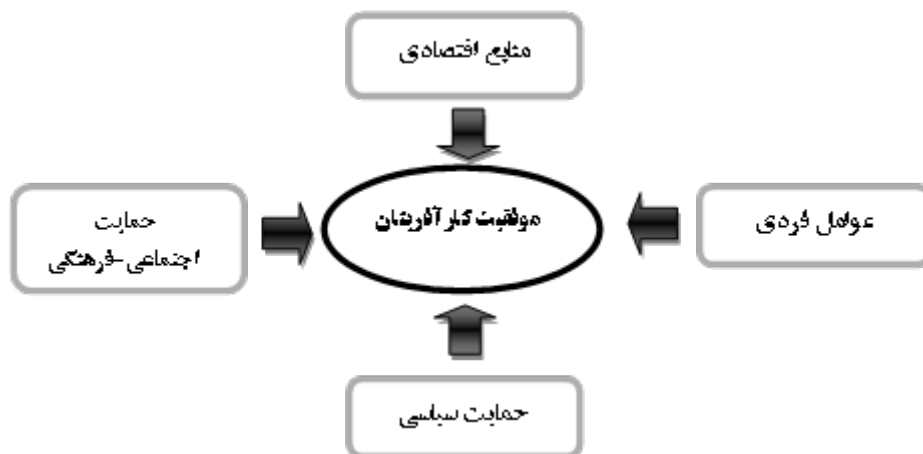 منابع اقتصادی
موفقیت کارآفرینان
عوامل فردی
حمایت
اجتماعی-فرهنگی
حمایت سیاسی